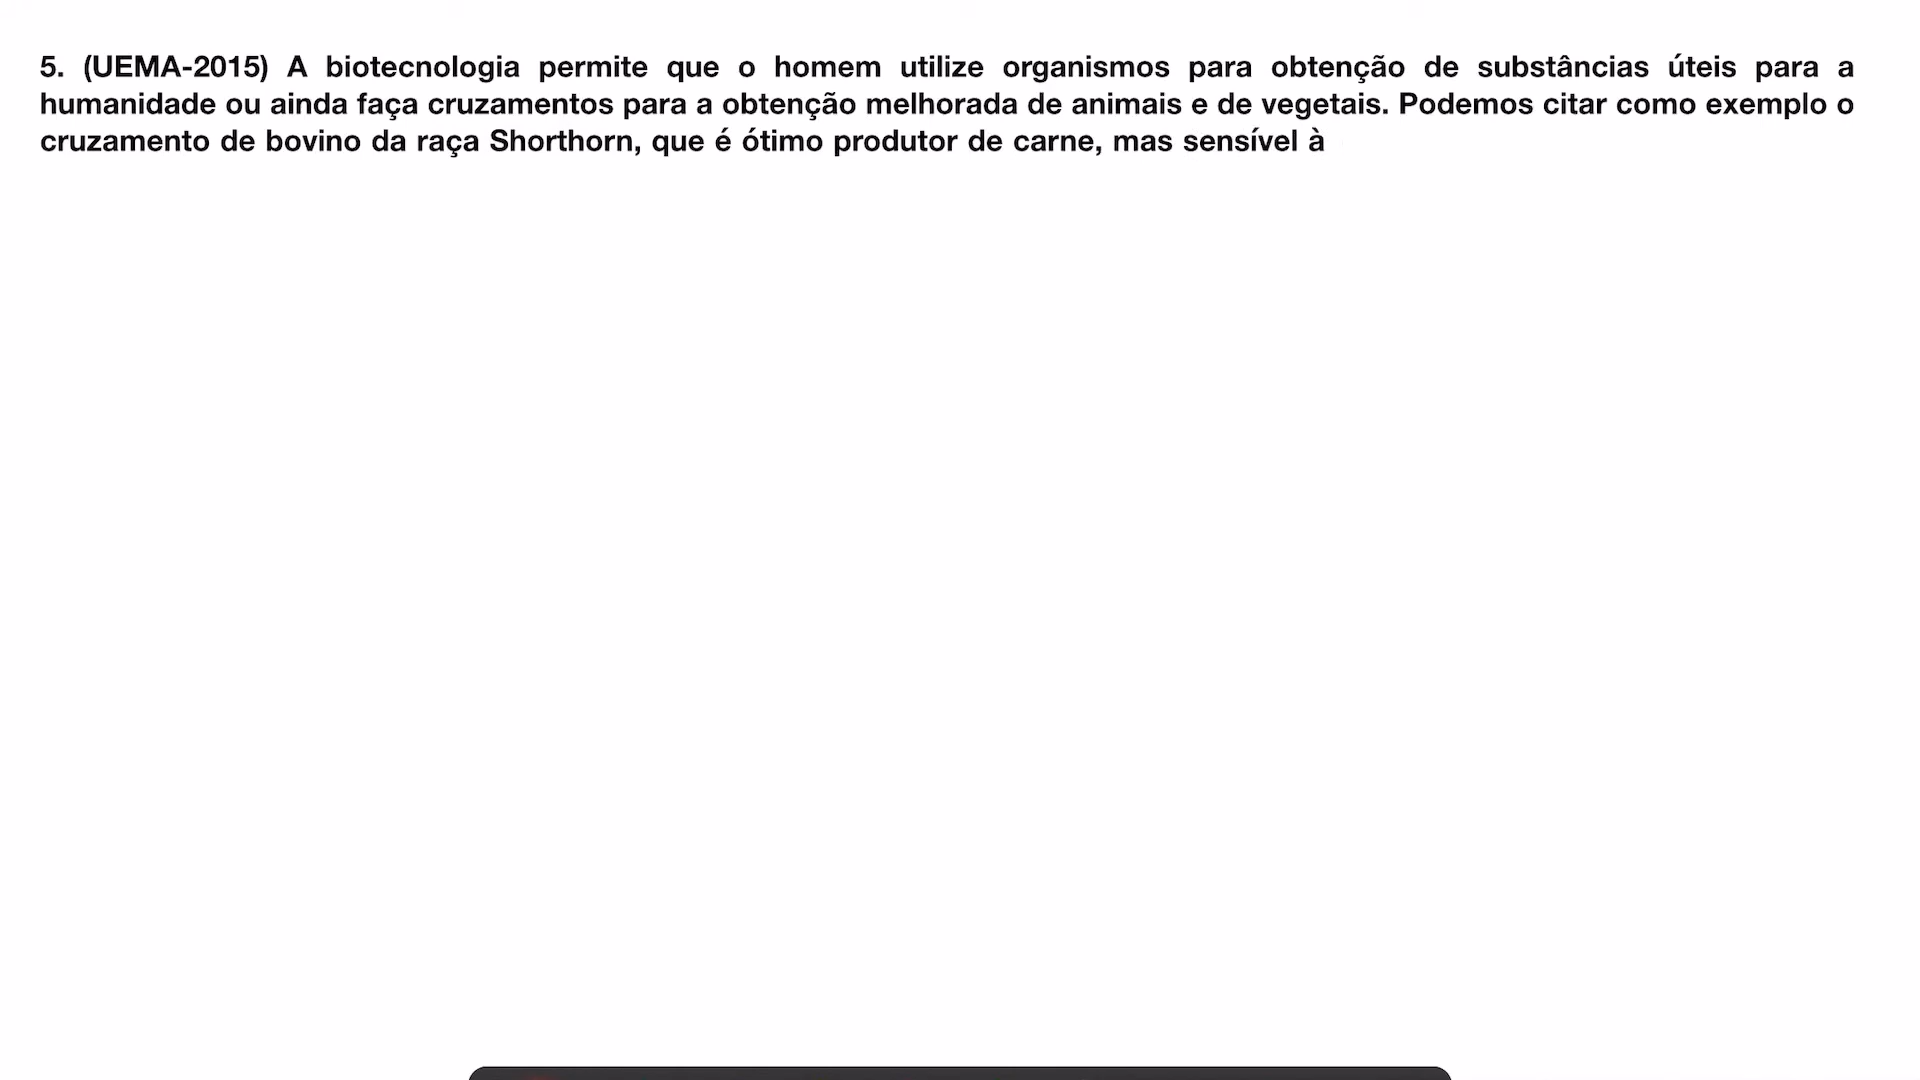 5. (UEMA-2015) A biotecnologia permite que o homem utilize organismos para obtenção de substâncias úteis para a
humanidade ou ainda faça cruzamentos para a obtenção melhorada de animais e de vegetais. Podemos citar como exemplo o
cruzamento de bovino da raça Shorthorn, que é ótimo produtor de carne, mas sensível à